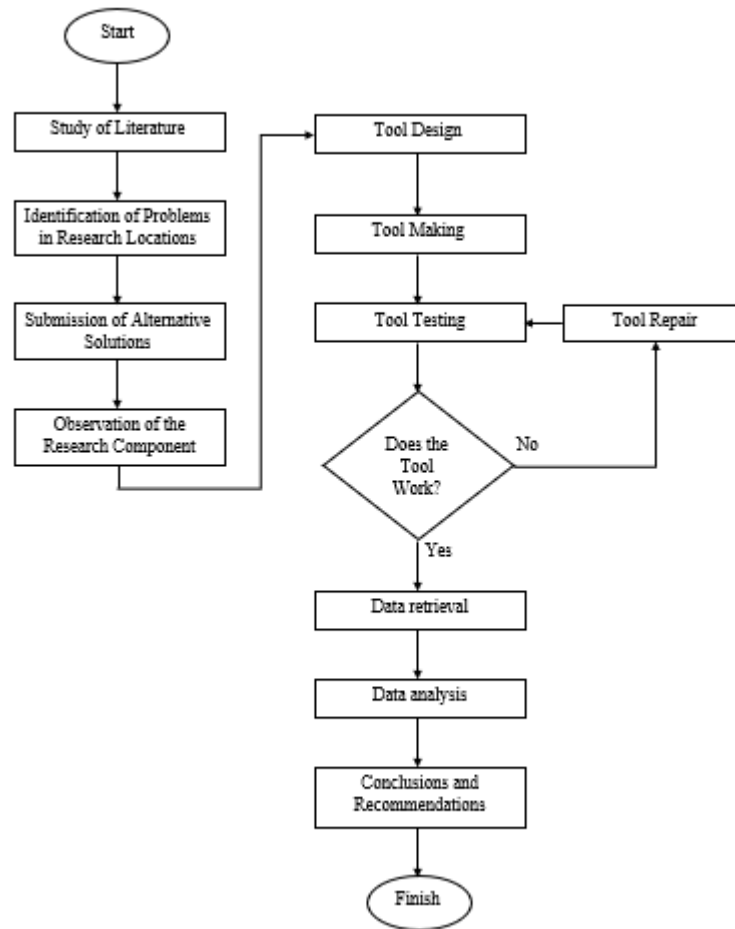 Start
Study of Literature
Identification of Problems
in Research Locations
Submission of Alternative
Solutions
Observation of the
Research Component
Tool Design
Tool Making
Tool Testing
Tool Repair
Does the
Tool
Work?
No
Yes
Data retrieval
Data analysis
Conclusions and
Recommendations
Finish